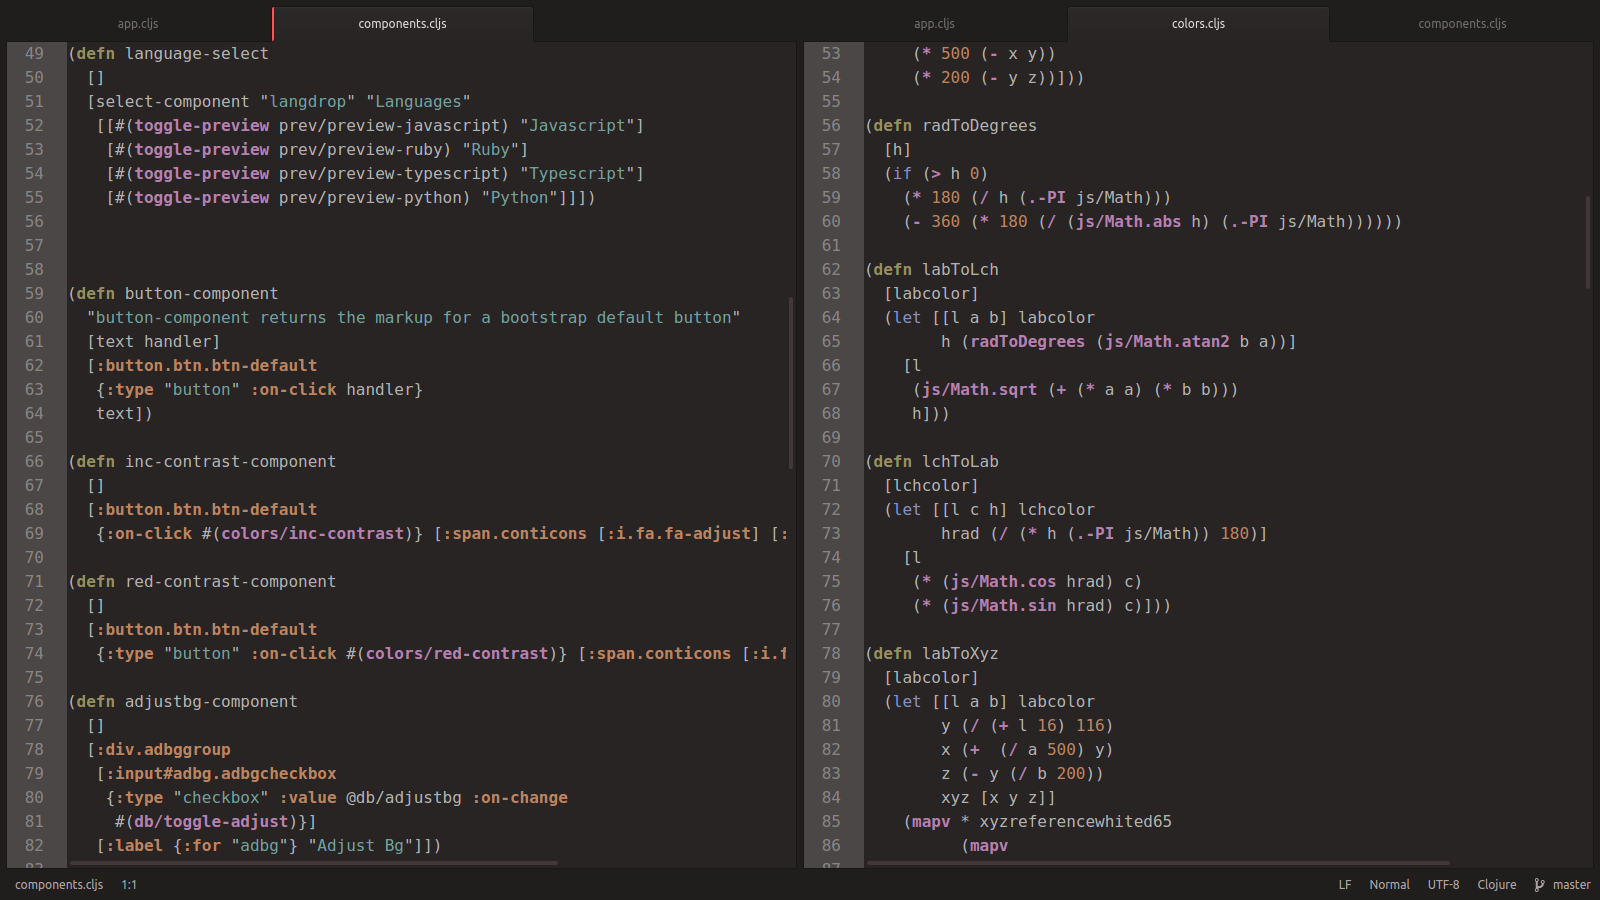 app.cljs
components.cljs
49 (defn language-select
50   []
51   [select-component "langdrop" "Languages"
52    [[#(toggle-preview prev/preview-javascript) "Javascript"]
53     [#(toggle-preview prev/preview-ruby) "Ruby"]
54     [#(toggle-preview prev/preview-typescript) "Typescript"]
55     [#(toggle-preview prev/preview-python) "Python"]]])
56
57
58
59 (defn button-component
60   "button-component returns the markup for a bootstrap default button"
61   [text handler]
62   [:button.btn.btn-default
63    {:type "button" :on-click handler}
64    text])
65
66 (defn inc-contrast-component
67   []
68   [:button.btn.btn-default
69    {:on-click #(colors/inc-contrast)} [:span.conticons [:i.fa.fa-adjust] [:
70
71 (defn red-contrast-component
72   []
73   [:button.btn.btn-default
74    {:type "button" :on-click #(colors/red-contrast)} [:span.conticons [:i.f
75
76 (defn adjustbg-component
77   []
78   [:div.adbggroup
79    [:input#adbg.adbgcheckbox
80     {:type "checkbox" :value @db/adjustbg :on-change
81      #(db/toggle-adjust)}]
82    [:label {:for "adbg"} "Adjust Bg"]])
83
app.cljs
colors.cljs
components.cljs
53      (* 500 (- x y))
54      (* 200 (- y z))]))
55
56 (defn radToDegrees
57   [h]
58   (if (> h 0)
59     (* 180 (/ h (.-PI js/Math)))
60     (- 360 (* 180 (/ (js/Math.abs h) (.-PI js/Math))))))
61
62 (defn labToLch
63   [labcolor]
64   (let [[l a b] labcolor
65         h (radToDegrees (js/Math.atan2 b a))]
66     [l
67      (js/Math.sqrt (+ (* a a) (* b b)))
68      h]))
69
70 (defn lchToLab
71   [lchcolor]
72   (let [[l c h] lchcolor
73         hrad (/ (* h (.-PI js/Math)) 180)]
74     [l
75      (* (js/Math.cos hrad) c)
76      (* (js/Math.sin hrad) c)]))
77
78 (defn labToXyz
79   [labcolor]
80   (let [[l a b] labcolor
81         y (/ (+ l 16) 116)
82         x (+  (/ a 500) y)
83         z (- y (/ b 200))
84         xyz [x y z]]
85     (mapv * xyzreferencewhited65
86           (mapv
87
components.cljs 1:1
LF Normal UTF-8 Clojure master